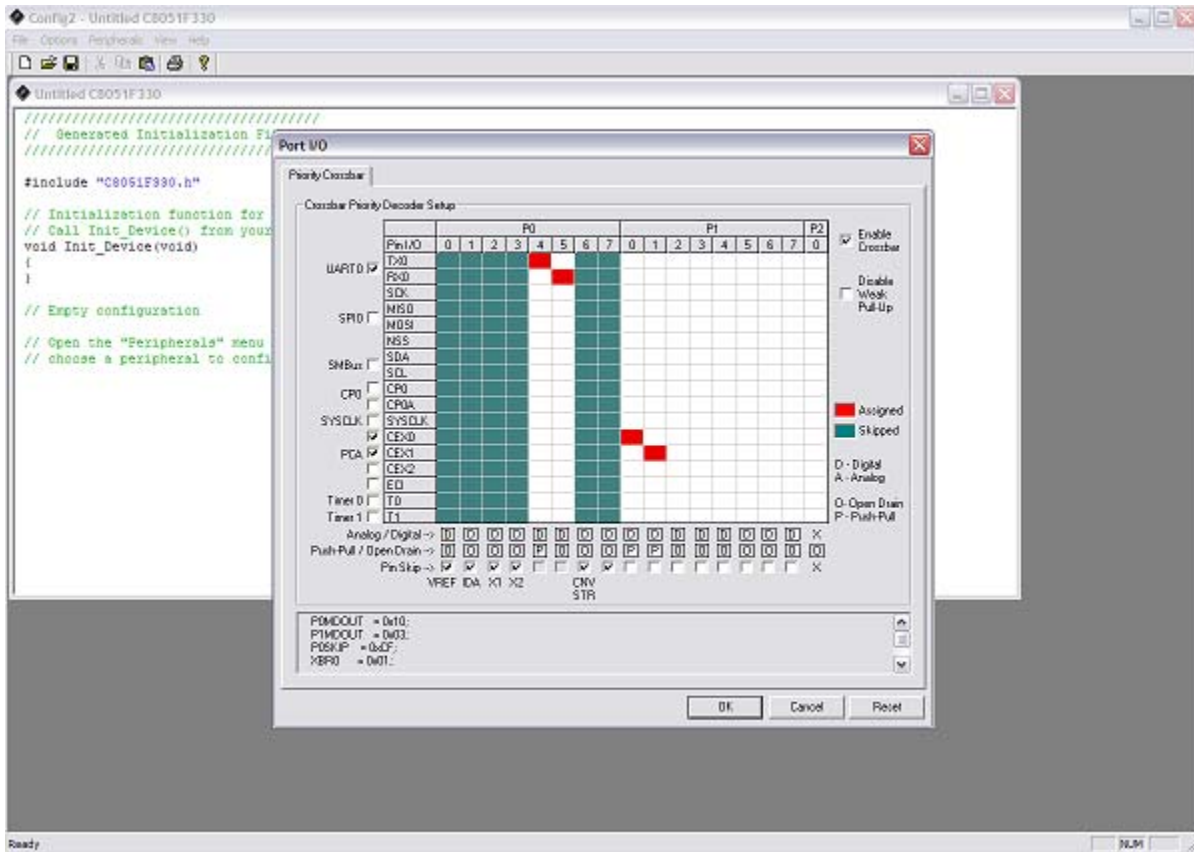 Config2 - Untitled C8051F330
File Options Peripherals View Help
Untitled C8051F330
//////////////////////////////////////
// Generated Initialization Fi
#include "C8051F330.h"
// Initialization function for
// Call Init_Device() from your
void Init_Device(void)
{
}
// Empty configuration
// Open the "Peripherals" menu
// choose a peripheral to confi
Port I/O
Priority Crossbar
Crossbar Priority Decoder Setup
P0 P1 P2
Pin I/O 0 1 2 3 4 5 6 7 0 1 2 3 4 5 6 7 0
UART0 TX0
RX0
SCK
SPI0 MISO
MOSI
NSS
SMBus SDA
SCL
CP0 CP0
CP0A
SYSCLK SYSCLK
CEX0
PCA CEX1
CEX2
ECI
Timer 0 T0
Timer 1 T1
Analog / Digital -> D D D D D D D D D D D D D D D D X
Push-Pull / Open Drain -> O O O O P O O O P P O O O O O O O
Pin Skip -> X
VREF IDA X1 X2 CNV
STR
Enable
Crossbar
Disable
Weak
Pull-Up
Assigned
Skipped
D - Digital
A - Analog
O- Open Drain
P - Push-Pull
P0MDOUT = 0x10;
P1MDOUT = 0x03;
P0SKIP = 0xCF;
XBR0 = 0x01;
OK Cancel Reset
Ready NUM